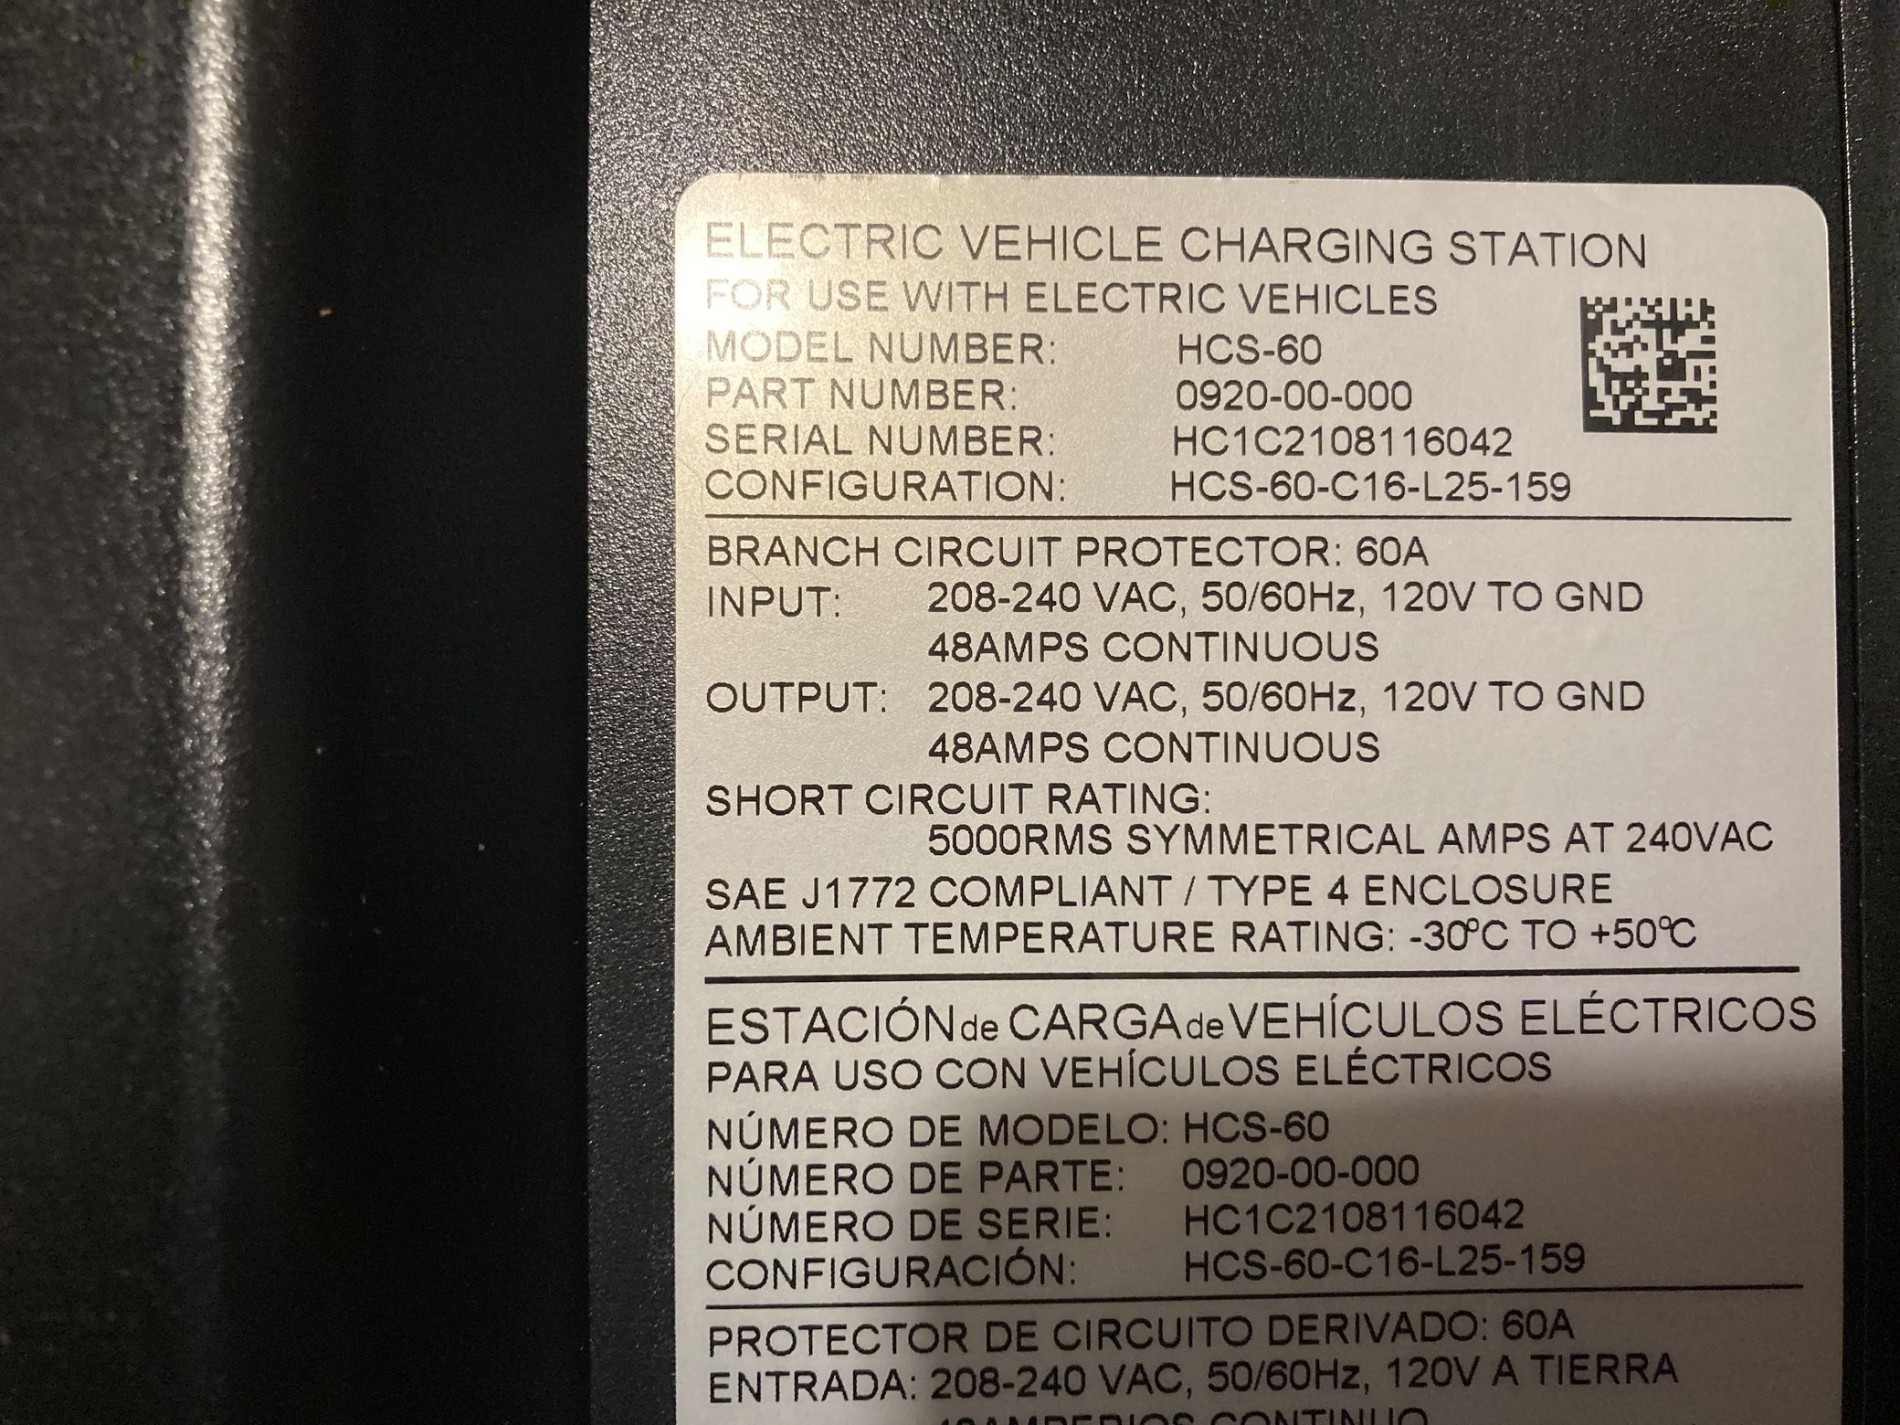 ELECTRIC VEHICLE CHARGING STATION
FOR USE WITH ELECTRIC VEHICLES
MODEL NUMBER: HCS-60
PART NUMBER: 0920-00-000
SERIAL NUMBER: HC1C2108116042
CONFIGURATION: HCS-60-C16-L25-159
BRANCH CIRCUIT PROTECTOR: 60A
INPUT: 208-240 VAC, 50/60Hz, 120V TO GND
48AMPS CONTINUOUS
OUTPUT: 208-240 VAC, 50/60Hz, 120V TO GND
48AMPS CONTINUOUS
SHORT CIRCUIT RATING:
5000RMS SYMMETRICAL AMPS AT 240VAC
SAE J1772 COMPLIANT / TYPE 4 ENCLOSURE
AMBIENT TEMPERATURE RATING: -30ºC TO +50ºC
ESTACIÓN de CARGA de VEHÍCULOS ELÉCTRICOS
PARA USO CON VEHÍCULOS ELÉCTRICOS
NÚMERO DE MODELO: HCS-60
NÚMERO DE PARTE: 0920-00-000
NÚMERO DE SERIE: HC1C2108116042
CONFIGURACIÓN: HCS-60-C16-L25-159
PROTECTOR DE CIRCUITO DERIVADO: 60A
ENTRADA: 208-240 VAC, 50/60Hz, 120V A TIERRA
48AMPERIOS CONTINUO